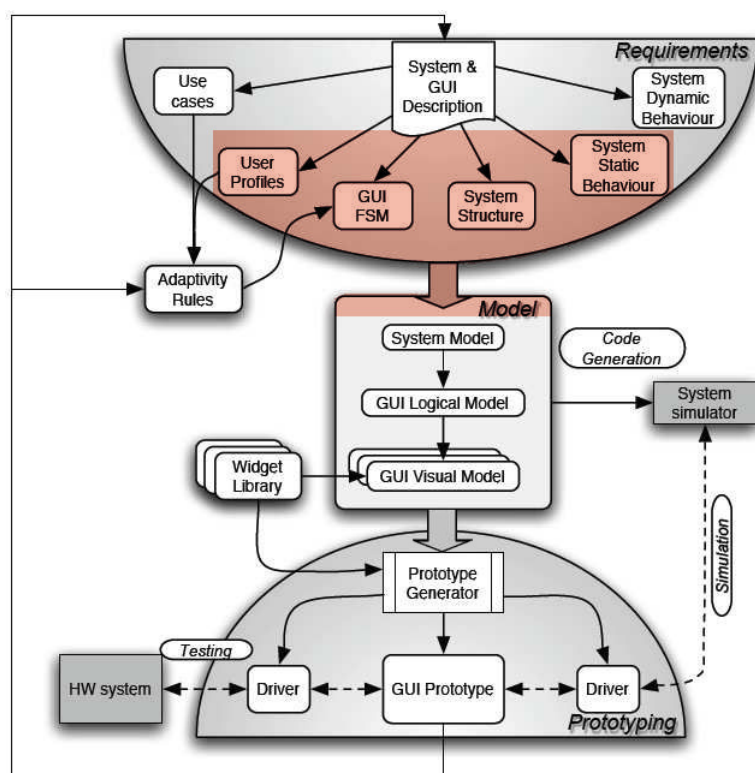 Requirements
System &
GUI
Description
Use
cases
System
Dynamic
Behaviour
User
Profiles
GUI
FSM
System
Structure
System
Static
Behaviour
Adaptivity
Rules
Model
System Model
Code
Generation
GUI Logical Model
System
simulator
Widget
Library
GUI Visual Model
Simulation
Prototype
Generator
Testing
HW system
Driver
GUI Prototype
Driver
Prototyping